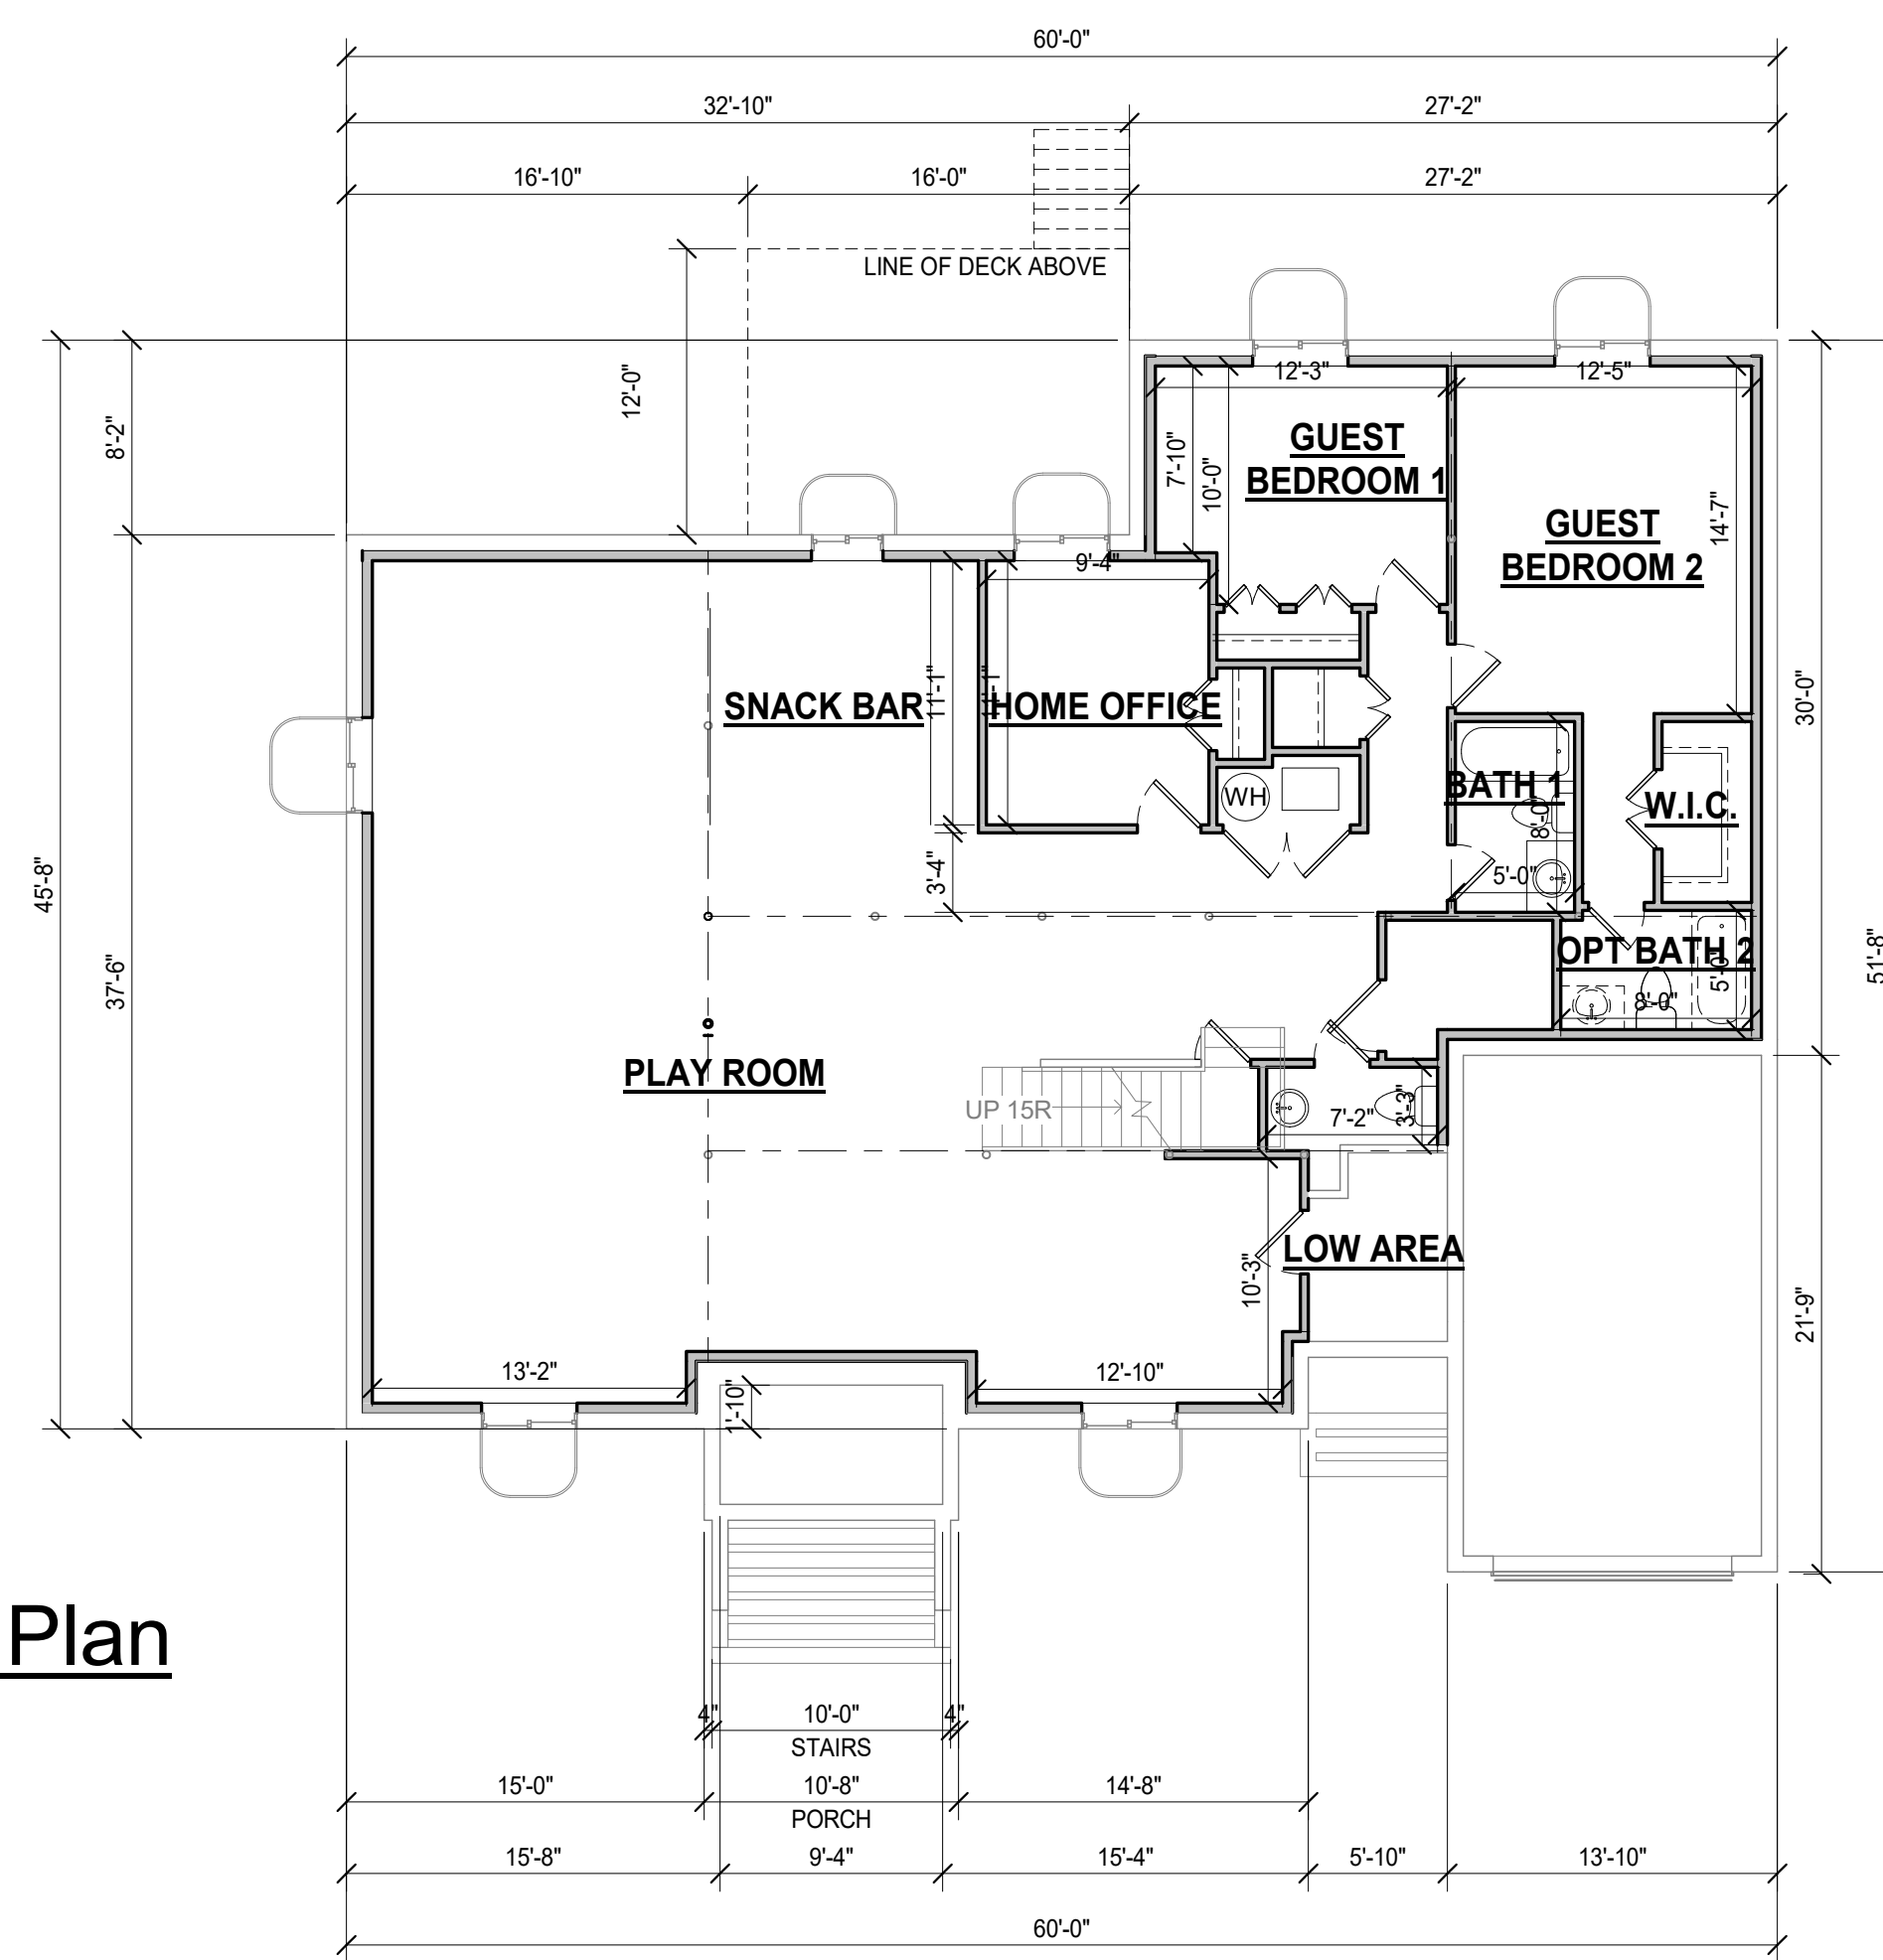 60'-0"
32'-10"
27'-2"
16'-10"
16'-0"
27'-2"
LINE OF DECK ABOVE
12'-0"
8'-2"
12'-3"
12'-5"
7'-10"
10'-0"
GUEST
BEDROOM 1
14'-7"
GUEST
BEDROOM 2
9'-4"
11'-1"
11'-1"
30'-0"
SNACK BAR
HOME OFFICE
WH
BATH 1
8'-0"
W.I.C.
45'-8"
3'-4"
5'-0"
37'-6"
OPT BATH 2
5'-0"
8'-0"
51'-8"
PLAY ROOM
UP 15R
7'-2"
3'-3"
LOW AREA
10'-3"
21'-9"
13'-2"
1'-10"
12'-10"
Plan
4"
10'-0"
4"
STAIRS
15'-0"
10'-8"
14'-8"
PORCH
15'-8"
9'-4"
15'-4"
5'-10"
13'-10"
60'-0"